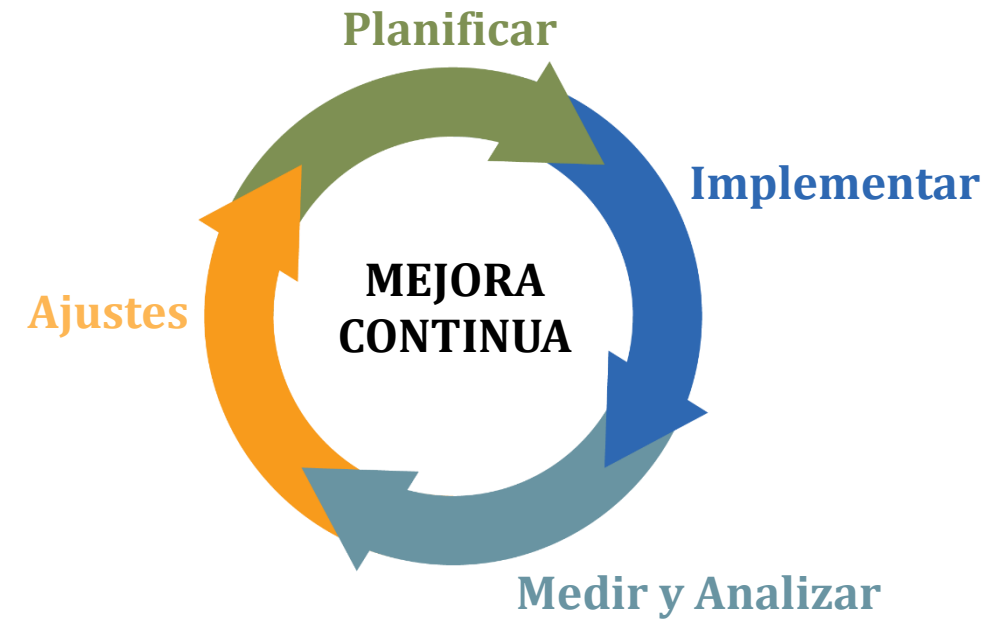 Planificar
Implementar
MEJORA
CONTINUA
Ajustes
Medir y Analizar